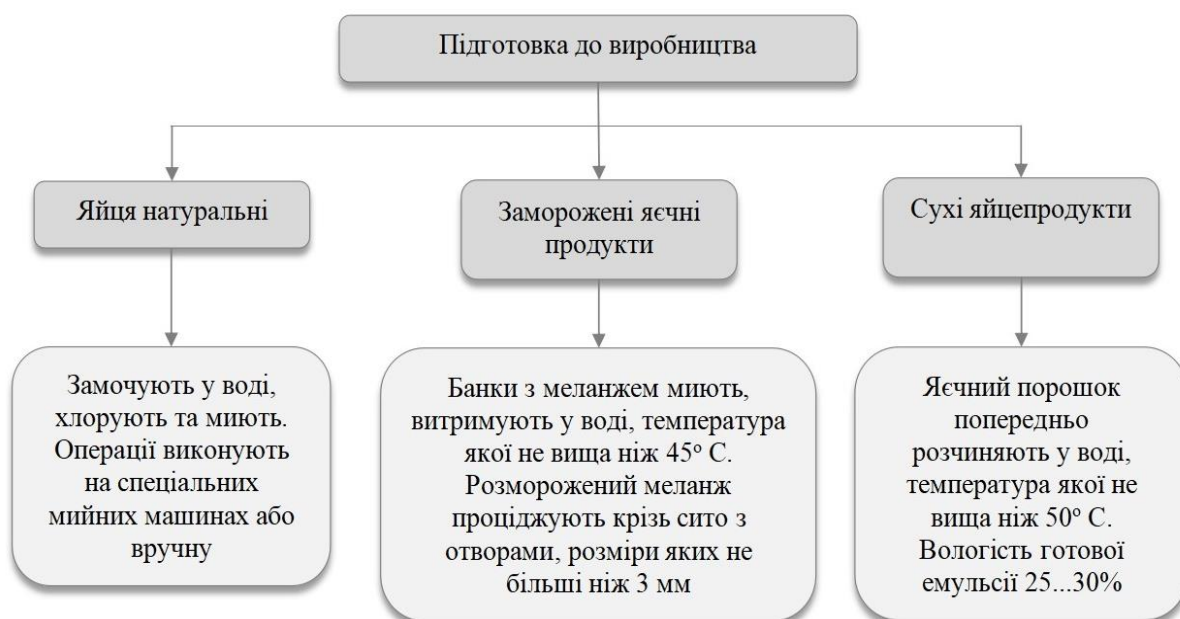 Підготовка до виробництва
Яйця натуральні
Заморожені яєчні
продукти
Сухі яйцепродукти
Замочують у воді,
хлорують та миють.
Операції виконують
на спеціальних
мийних машинах або
вручну
Банки з меланжем миють,
витримують у воді, температура
якої не вища ніж 45º С.
Розморожений меланж
проціджують крізь сито з
отворами, розміри яких не
більші ніж 3 мм
Яєчний порошок
попередньо
розчиняють у воді,
температура якої не
вища ніж 50º С.
Вологість готової
емульсії 25...30%